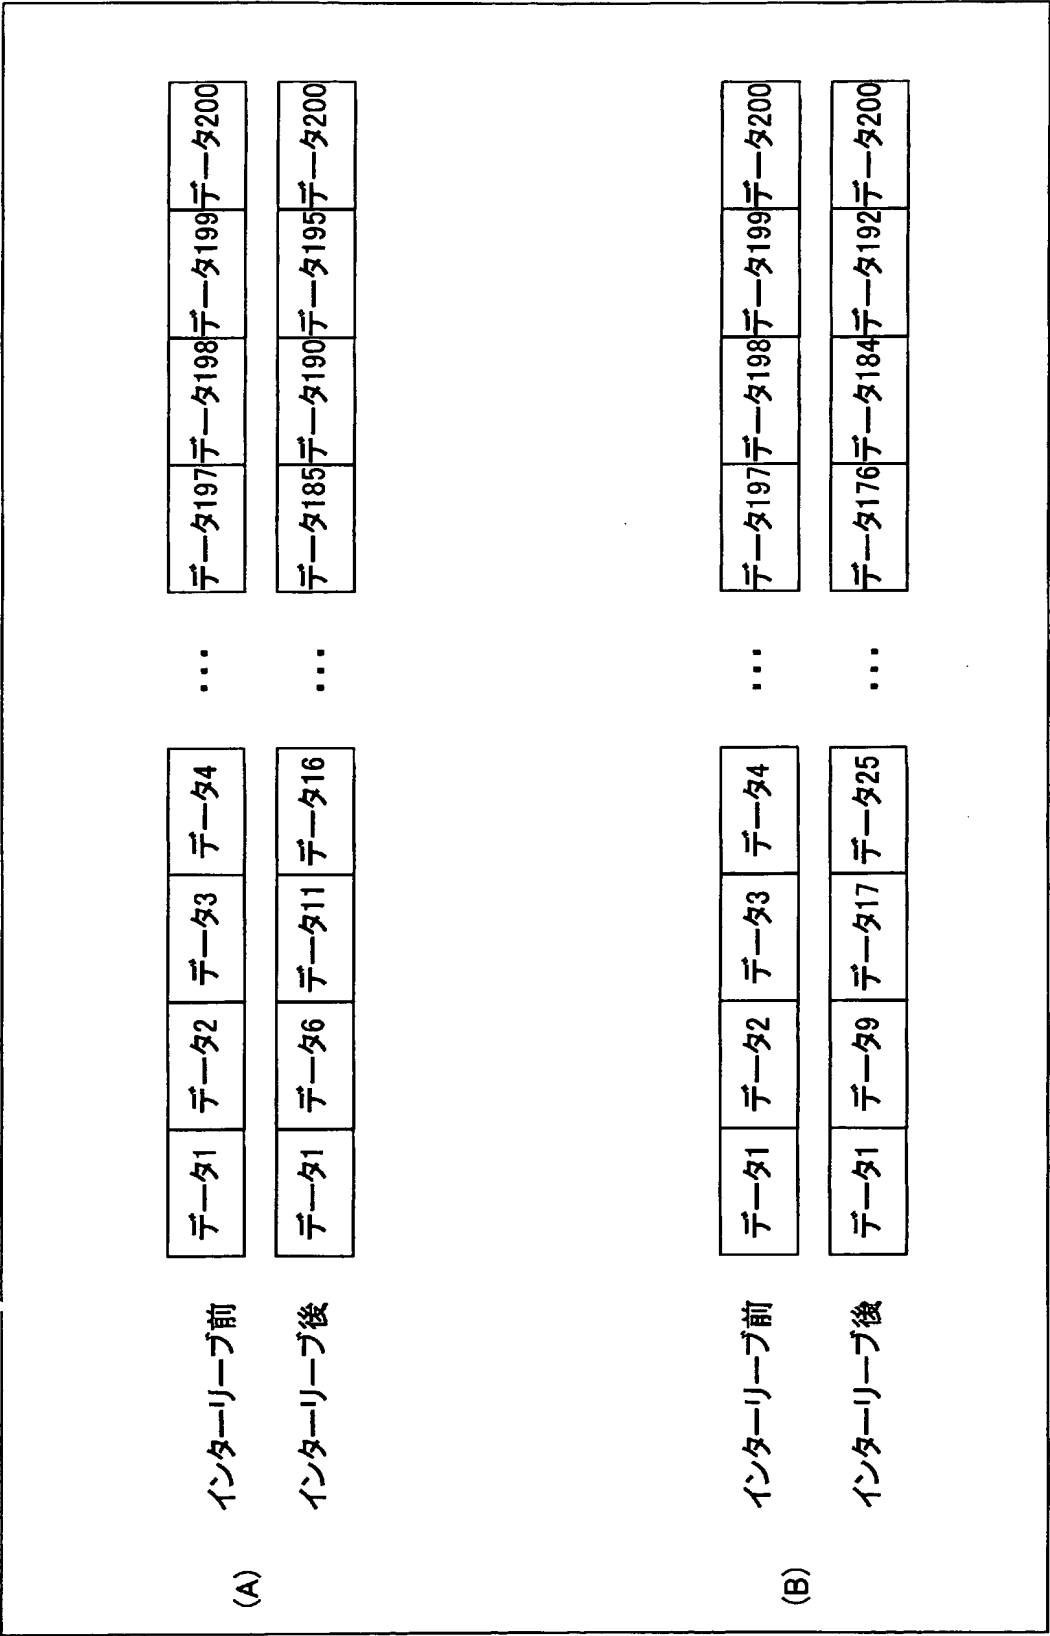 (A)
インターリーブ前 データ1 データ2 データ3 データ4 ・・・ データ197 データ198 データ199 データ200
インターリーブ後 データ1 データ6 データ11 データ16 ・・・ データ185 データ190 データ195 データ200
(B)
インターリーブ前 データ1 データ2 データ3 データ4 ・・・ データ197 データ198 データ199 データ200
インターリーブ後 データ1 データ9 データ17 データ25 ・・・ データ176 データ184 データ192 データ200